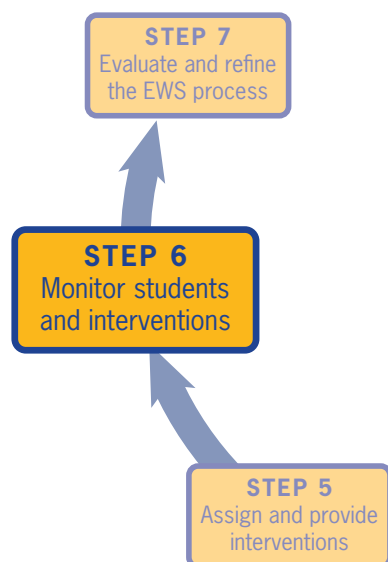 STEP 7
Evaluate and refine
the EWS process
STEP 6
Monitor students
and interventions
STEP 5
Assign and provide
interventions